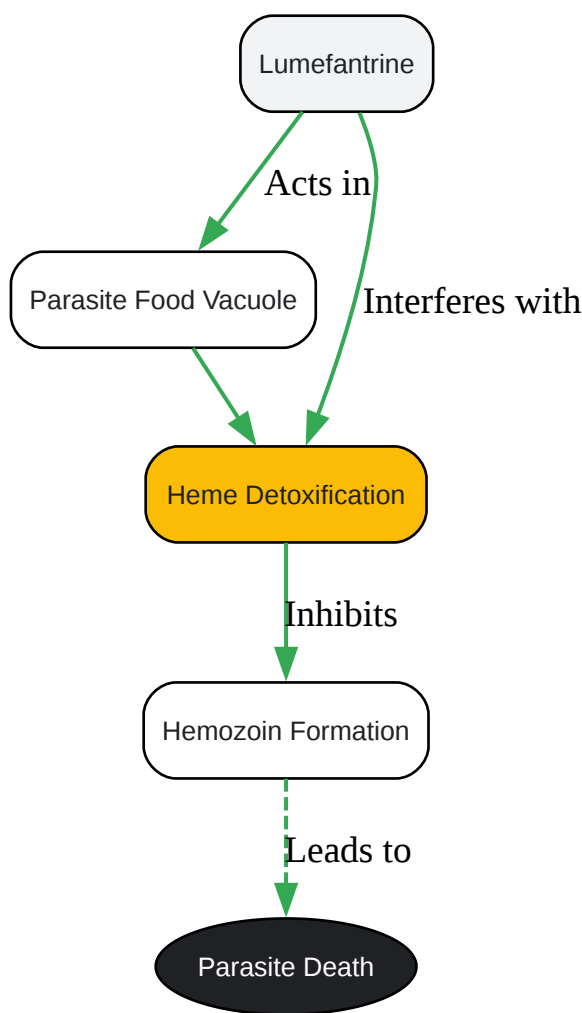 Lumefantrine
Acts in
Parasite Food Vacuole
Interferes with
Heme Detoxification
Inhibits
Hemozoin Formation
Leads to
Parasite Death